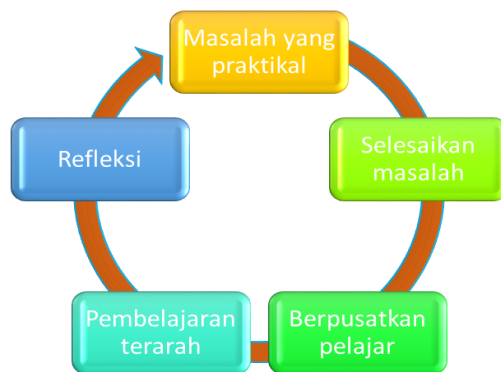 Masalah yang
praktikal
Selesaikan
masalah
Berpusatkan
pelajar
Pembelajaran
terarah
Refleksi